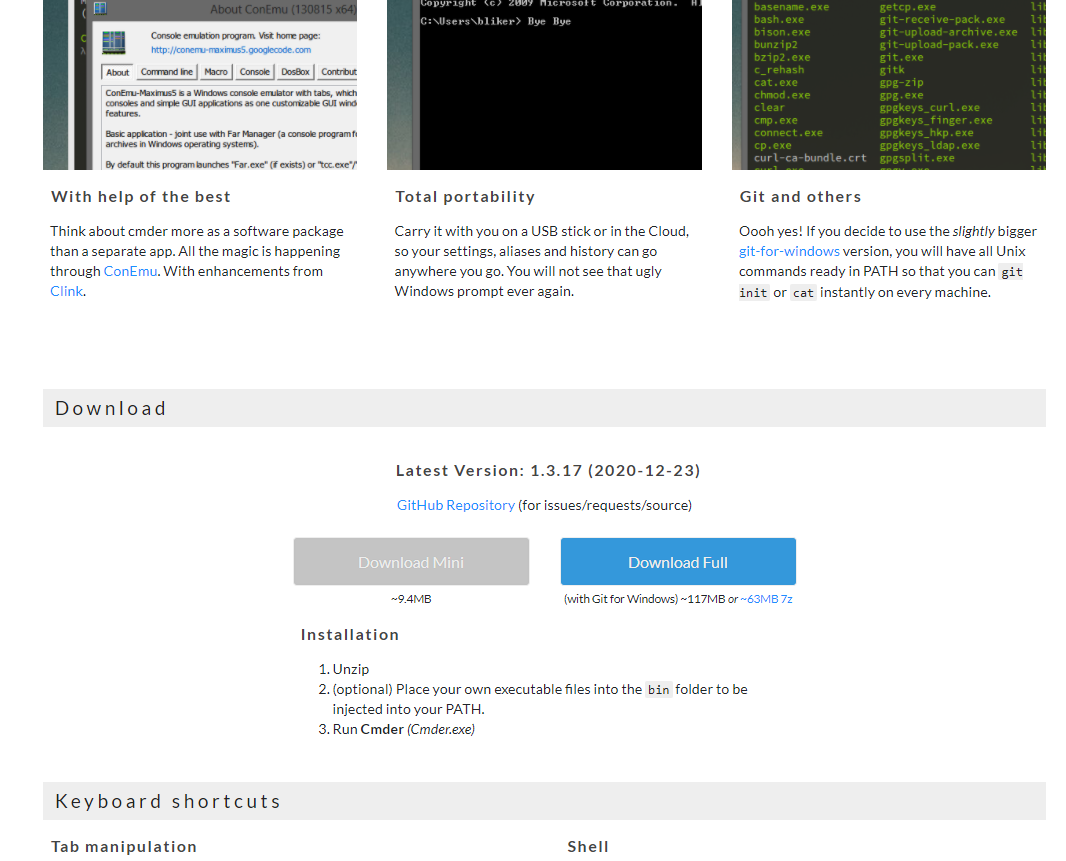 About ConEmu (130815 x64)
Console emulation program. Visit home page:
http://conemu-maximus5.googlecode.com
About Command line Macro Console DosBox Contribut
ConEmu-Maximus5 is a Windows console emulator with tabs, which
consoles and simple GUI applications as one customizable GUI wind
features.
Basic application - joint use with Far Manager (a console program f
archives in Windows operating systems).
By default this program launches "Far.exe" (if exists) or "tcc.exe"/"
Copyright (c) 2009 Microsoft Corporation.
C:\Users\bliker> Bye Bye
basename.exe getcp.exe
bash.exe git-receive-pack.exe
bison.exe git-upload-archive.exe
bunzip2 git-upload-pack.exe
bzip2.exe git.exe
c_rehash gitk
cat.exe gpg-zip
chmod.exe gpg.exe
clear gpgkeys_curl.exe
cmp.exe gpgkeys_finger.exe
connect.exe gpgkeys_hkp.exe
cp.exe gpgkeys_ldap.exe
curl-ca-bundle.crt gpgsplit.exe
With help of the best
Think about cmder more as a software package
than a separate app. All the magic is happening
through ConEmu. With enhancements from
Clink.
Total portability
Carry it with you on a USB stick or in the Cloud,
so your settings, aliases and history can go
anywhere you go. You will not see that ugly
Windows prompt ever again.
Git and others
Oooh yes! If you decide to use the slightly bigger
git-for-windows version, you will have all Unix
commands ready in PATH so that you can git
init or cat instantly on every machine.
Download
Latest Version: 1.3.17 (2020-12-23)
GitHub Repository (for issues/requests/source)
Download Mini
~9.4MB
Download Full
(with Git for Windows) ~117MB or ~63MB 7z
Installation
1. Unzip
2. (optional) Place your own executable files into the bin folder to be
injected into your PATH.
3. Run Cmder (Cmder.exe)
Keyboard shortcuts
Tab manipulation
Shell